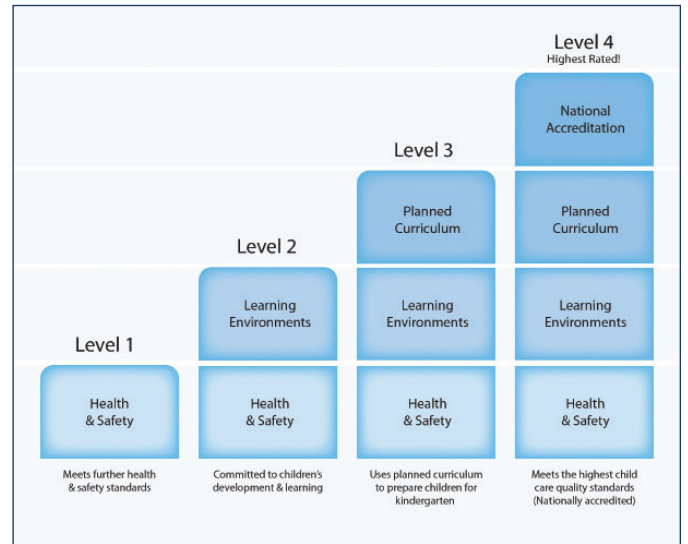 Level 4
Highest Rated!
National
Accreditation
Level 3
Planned
Curriculum
Planned
Curriculum
Level 2
Learning
Environments
Learning
Environments
Learning
Environments
Level 1
Health
& Safety
Health
& Safety
Health
& Safety
Health
& Safety
Meets further health
& safety standards
Committed to children's
development & learning
Uses planned curriculum
to prepare children for
kindergarten
Meets the highest child
care quality standards
(Nationally accredited)